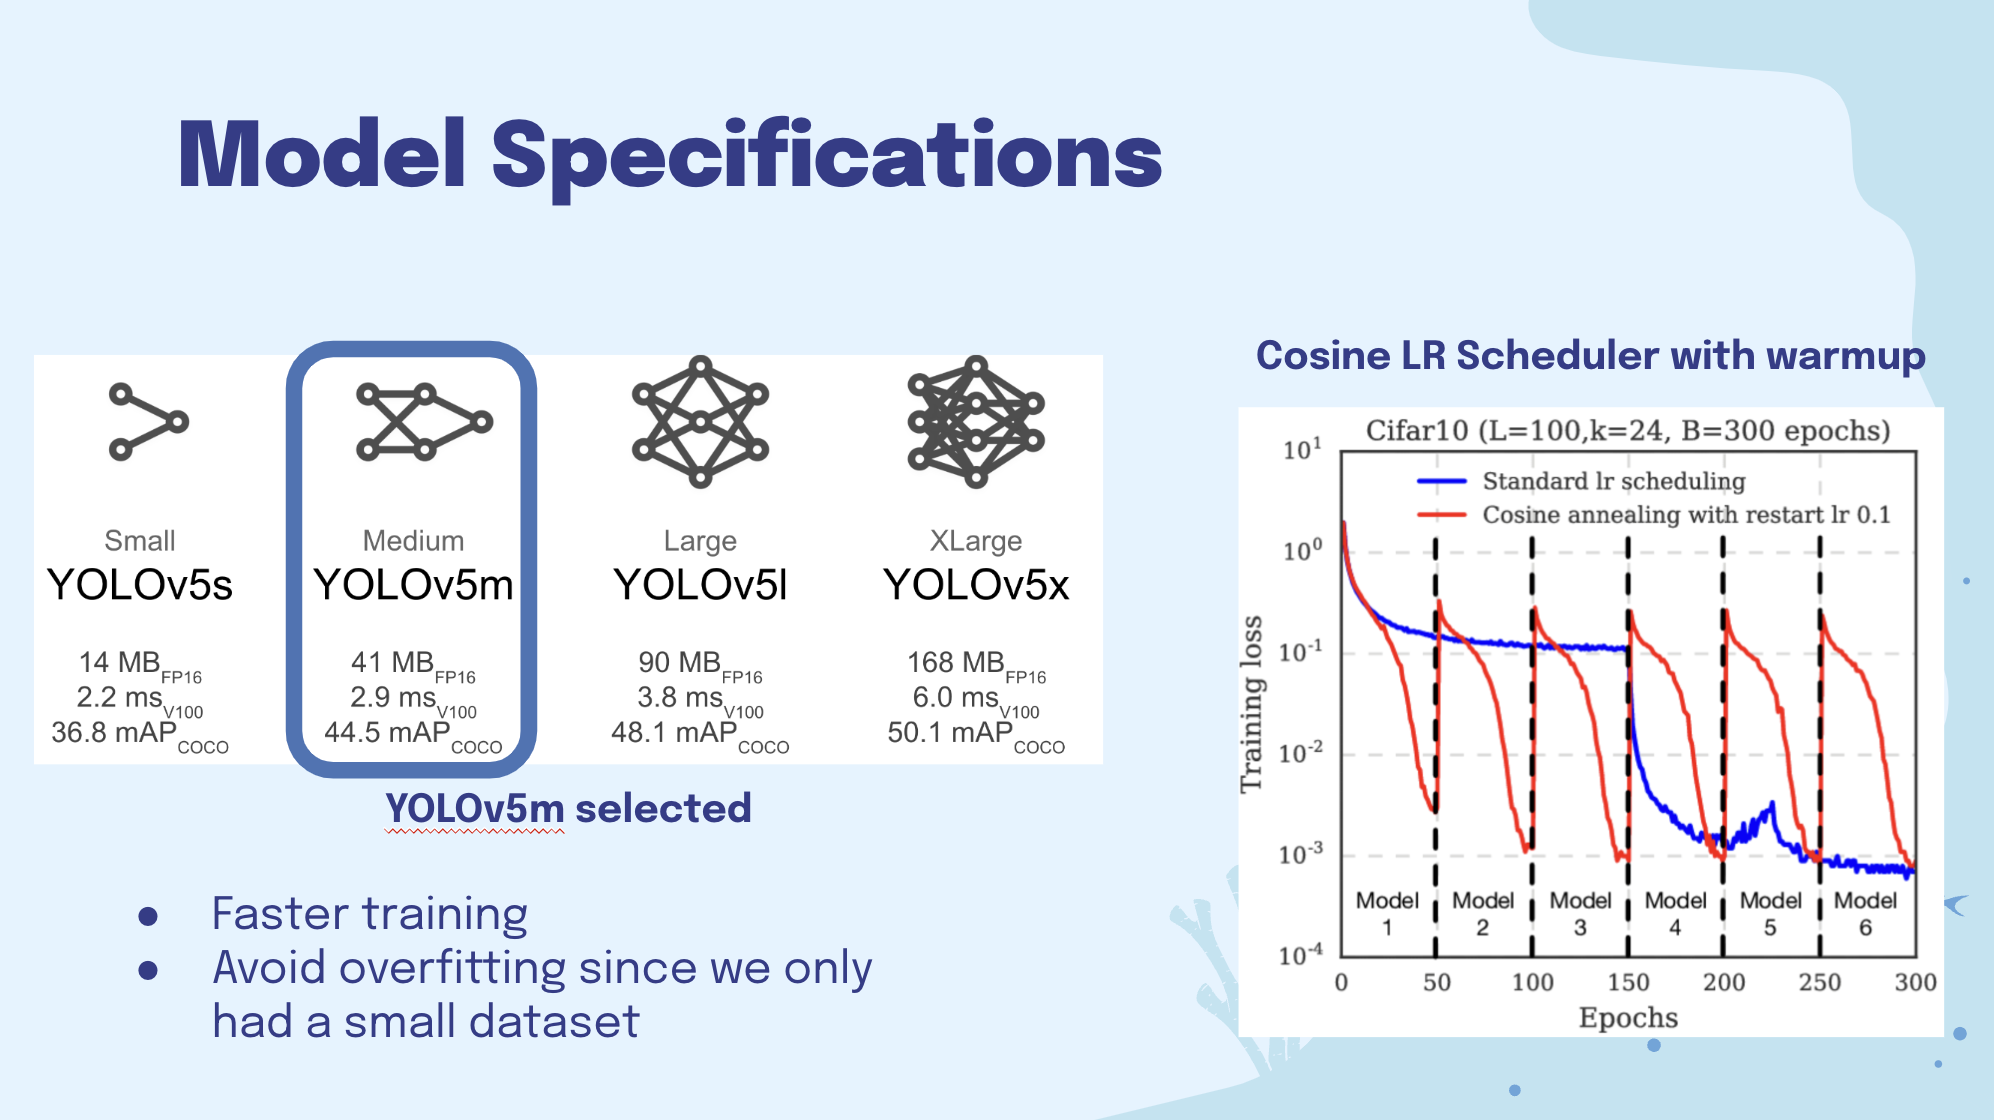 Model Specifications
Small
YOLOv5s
14 MB FP16
2.2 ms V100
36.8 mAP COCO
Medium
YOLOv5m
41 MB FP16
2.9 ms V100
44.5 mAP COCO
Large
YOLOv5l
90 MB FP16
3.8 ms V100
48.1 mAP COCO
XLarge
YOLOv5x
168 MB FP16
6.0 ms V100
50.1 mAP COCO
YOLOv5m selected
● Faster training
● Avoid overfitting since we only
had a small dataset
Cosine LR Scheduler with warmup
Cifar10 (L=100,k=24, B=300 epochs)
Standard lr scheduling
Cosine annealing with restart lr 0.1
Training loss
10^1
10^0
10^-1
10^-2
10^-3
10^-4
Model 1
Model 2
Model 3
Model 4
Model 5
Model 6
0 50 100 150 200 250 300
Epochs